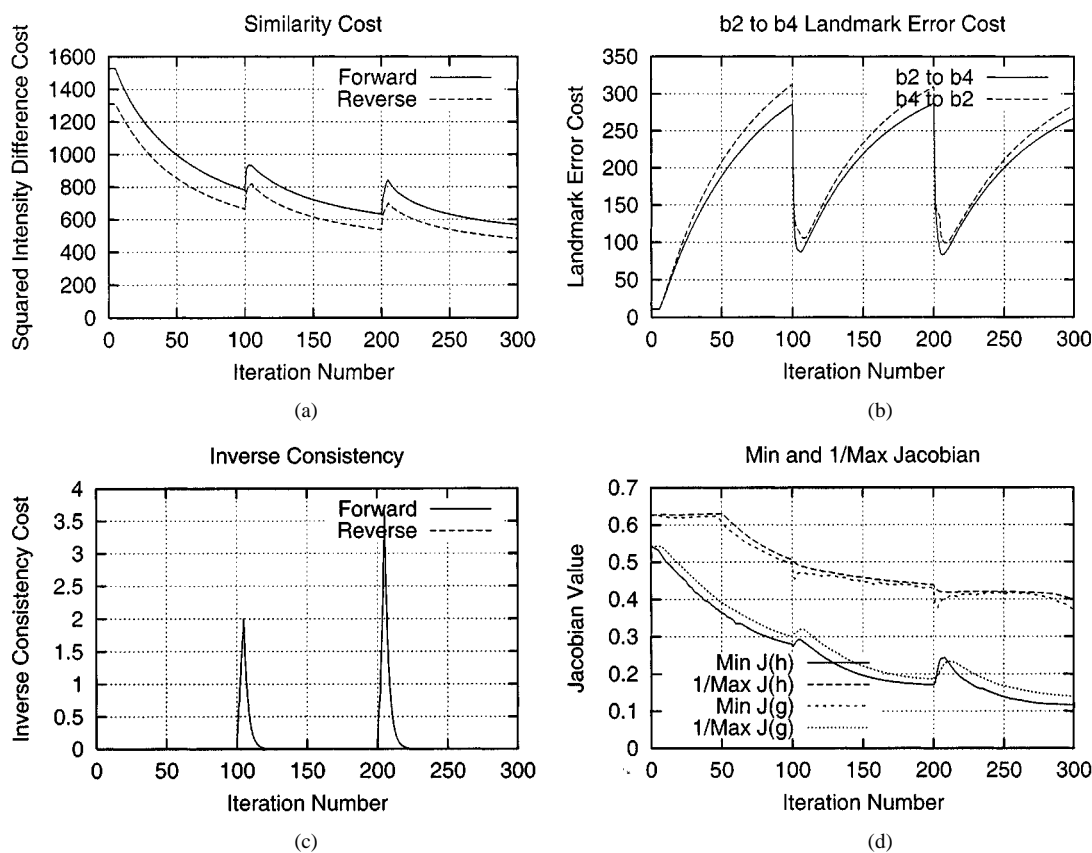 Similarity Cost
Squared Intensity Difference Cost
1600
1400
1200
1000
800
600
400
200
0
Forward
Reverse
0 50 100 150 200 250 300
Iteration Number
(a)
b2 to b4 Landmark Error Cost
Landmark Error Cost
350
300
250
200
150
100
50
0
b2 to b4
b4 to b2
0 50 100 150 200 250 300
Iteration Number
(b)
Inverse Consistency
Inverse Consistency Cost
4
3.5
3
2.5
2
1.5
1
0.5
0
Forward
Reverse
0 50 100 150 200 250 300
Iteration Number
(c)
Min and 1/Max Jacobian
Jacobian Value
0.7
0.6
0.5
0.4
0.3
0.2
0.1
0
Min J(h)
1/Max J(h)
Min J(g)
1/Max J(g)
0 50 100 150 200 250 300
Iteration Number
(d)